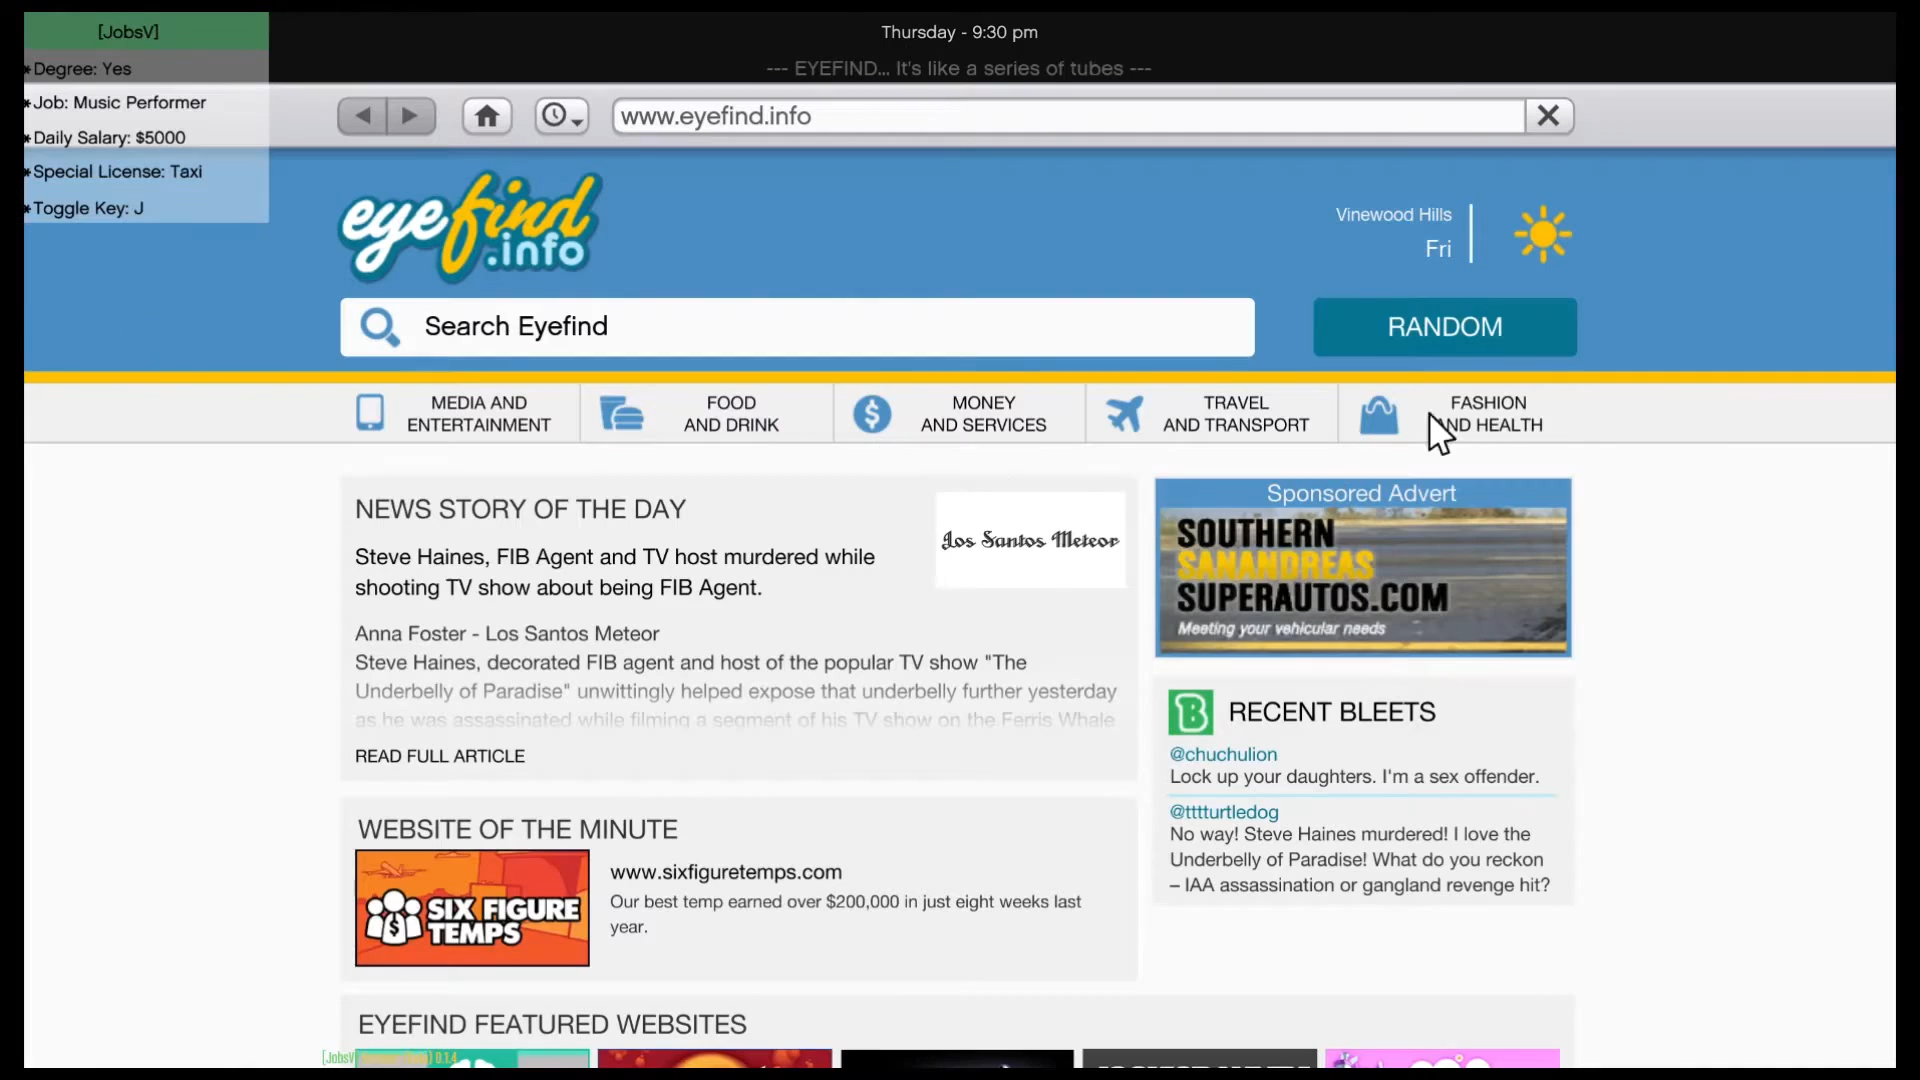 [JobsV]
*Degree: Yes
*Job: Music Performer
*Daily Salary: $5000
*Special License: Taxi
*Toggle Key: J
Thursday - 9:30 pm
--- EYEFIND... It's like a series of tubes ---
www.eyefind.info
eyefind
.info
Vinewood Hills
Fri
Search Eyefind
RANDOM
MEDIA AND
ENTERTAINMENT
FOOD
AND DRINK
MONEY
AND SERVICES
TRAVEL
AND TRANSPORT
FASHION
AND HEALTH
NEWS STORY OF THE DAY
Los Santos Meteor
Steve Haines, FIB Agent and TV host murdered while
shooting TV show about being FIB Agent.
Anna Foster - Los Santos Meteor
Steve Haines, decorated FIB agent and host of the popular TV show "The
Underbelly of Paradise" unwittingly helped expose that underbelly further yesterday
as he was assassinated while filming a segment of his TV show on the Ferris Whale
READ FULL ARTICLE
Sponsored Advert
SOUTHERN
SANANDREAS
SUPERAUTOS.COM
Meeting your vehicular needs
B
RECENT BLEETS
@chuchulion
Lock up your daughters. I'm a sex offender.
@ttttturtledog
No way! Steve Haines murdered! I love the
Underbelly of Paradise! What do you reckon
– IAA assassination or gangland revenge hit?
WEBSITE OF THE MINUTE
SIX FIGURE
TEMPS
www.sixfiguretemps.com
Our best temp earned over $200,000 in just eight weeks last
year.
EYEFIND FEATURED WEBSITES
[JobsV] 0.1.4